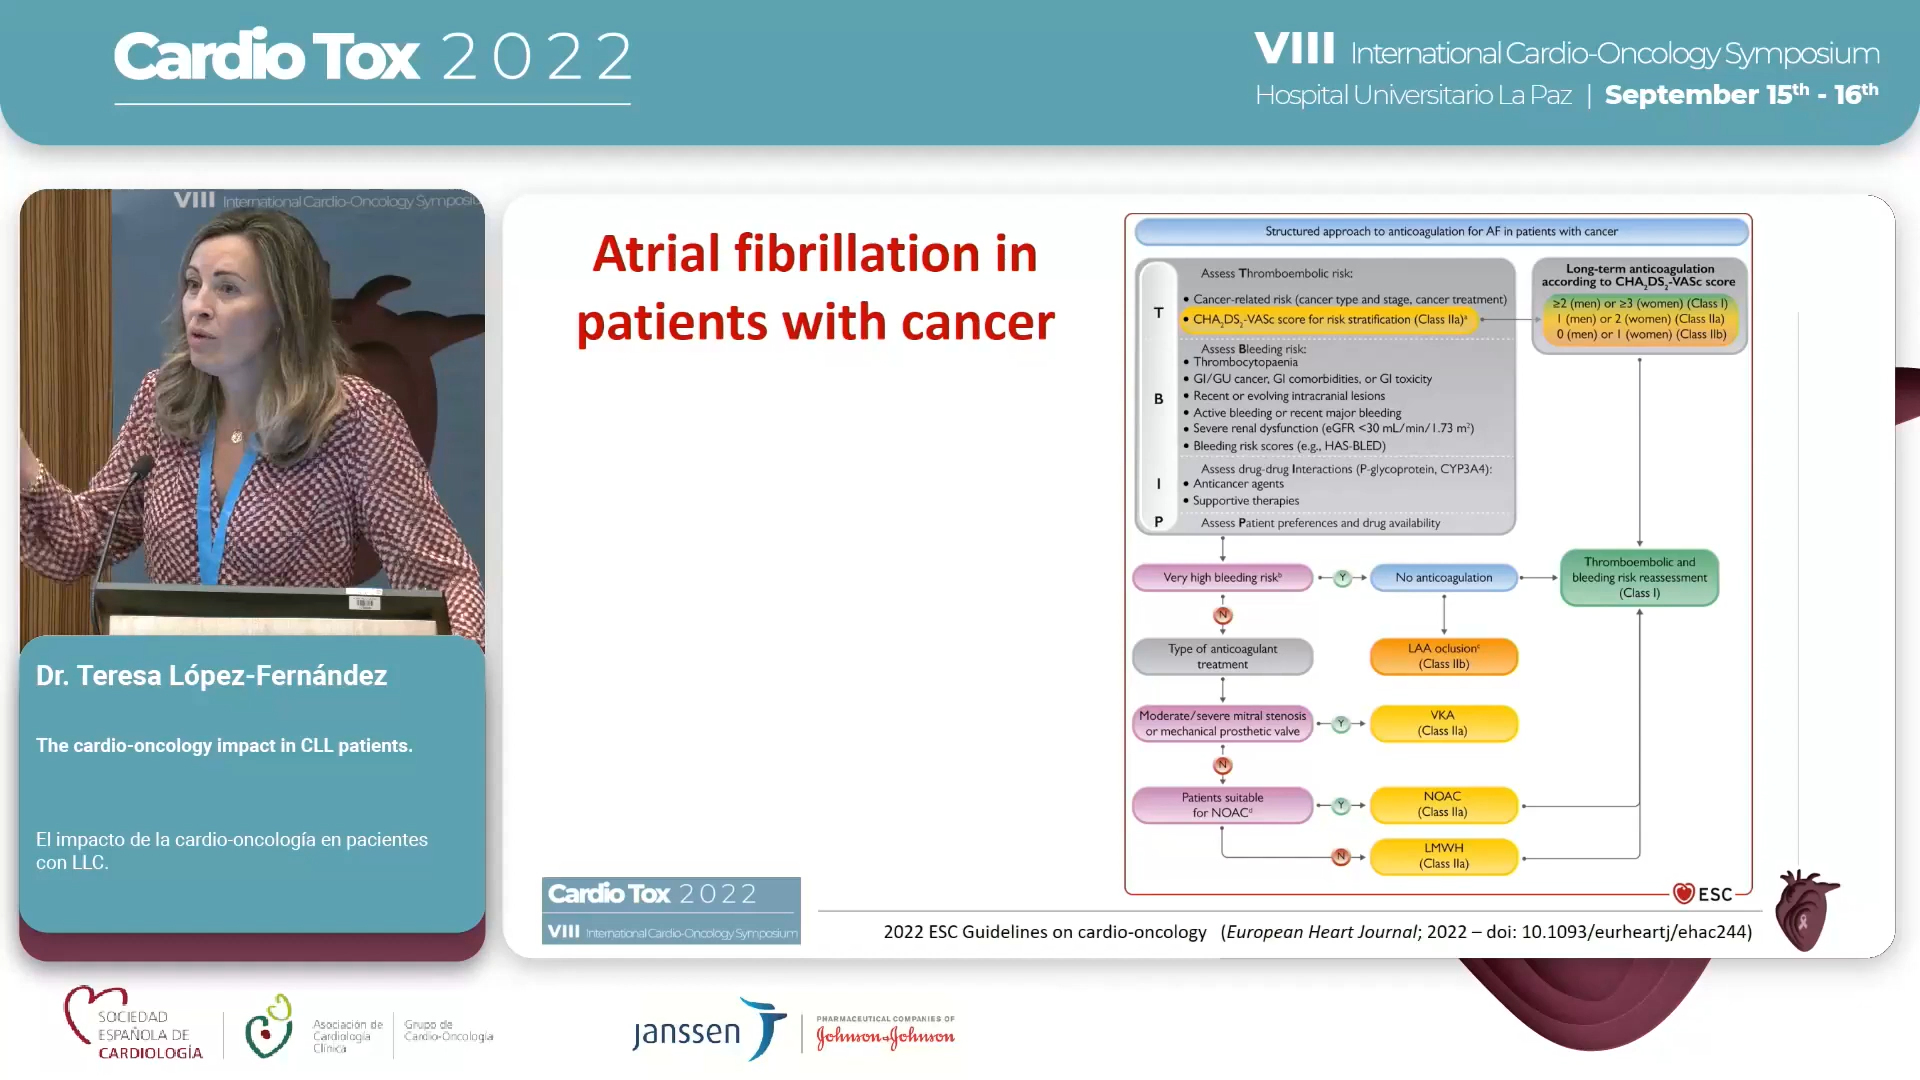 Cardio Tox 2022
VIII International Cardio-Oncology Symposium
Hospital Universitario La Paz | September 15th - 16th
VIII International Cardio-Oncology Symposiu
Dr. Teresa López-Fernández
The cardio-oncology impact in CLL patients.
El impacto de la cardio-oncología en pacientes
con LLC.
Atrial fibrillation in
patients with cancer
Structured approach to anticoagulation for AF in patients with cancer
T
Assess Thromboembolic risk:
• Cancer-related risk (cancer type and stage, cancer treatment)
• CHA2DS2-VASc score for risk stratification (Class IIa)a
Long-term anticoagulation
according to CHA2DS2-VASc score
≥2 (men) or ≥3 (women) (Class I)
1 (men) or 2 (women) (Class IIa)
0 (men) or 1 (women) (Class IIb)
B
Assess Bleeding risk:
• Thrombocytopaenia
• GI/GU cancer, GI comorbidities, or GI toxicity
• Recent or evolving intracranial lesions
• Active bleeding or recent major bleeding
• Severe renal dysfunction (eGFR <30 mL/min/1.73 m2)
• Bleeding risk scores (e.g., HAS-BLED)
I
Assess drug-drug Interactions (P-glycoprotein, CYP3A4):
• Anticancer agents
• Supportive therapies
P
Assess Patient preferences and drug availability
Very high bleeding riskb
Y
No anticoagulation
Thromboembolic and
bleeding risk reassessment
(Class I)
N
Type of anticoagulant
treatment
LAA oclusionc
(Class IIb)
Moderate/severe mitral stenosis
or mechanical prosthetic valve
Y
VKA
(Class IIa)
N
Patients suitable
for NOACd
Y
NOAC
(Class IIa)
N
LMWH
(Class IIa)
ESC
Cardio Tox 2022
VIII International Cardio-Oncology Symposium
2022 ESC Guidelines on cardio-oncology (European Heart Journal; 2022 – doi: 10.1093/eurheartj/ehac244)
SOCIEDAD
ESPAÑOLA DE
CARDIOLOGÍA
Asociación de
Cardiología
Clínica
Grupo de
Cardio-Oncología
janssen
PHARMACEUTICAL COMPANIES OF
Johnson & Johnson